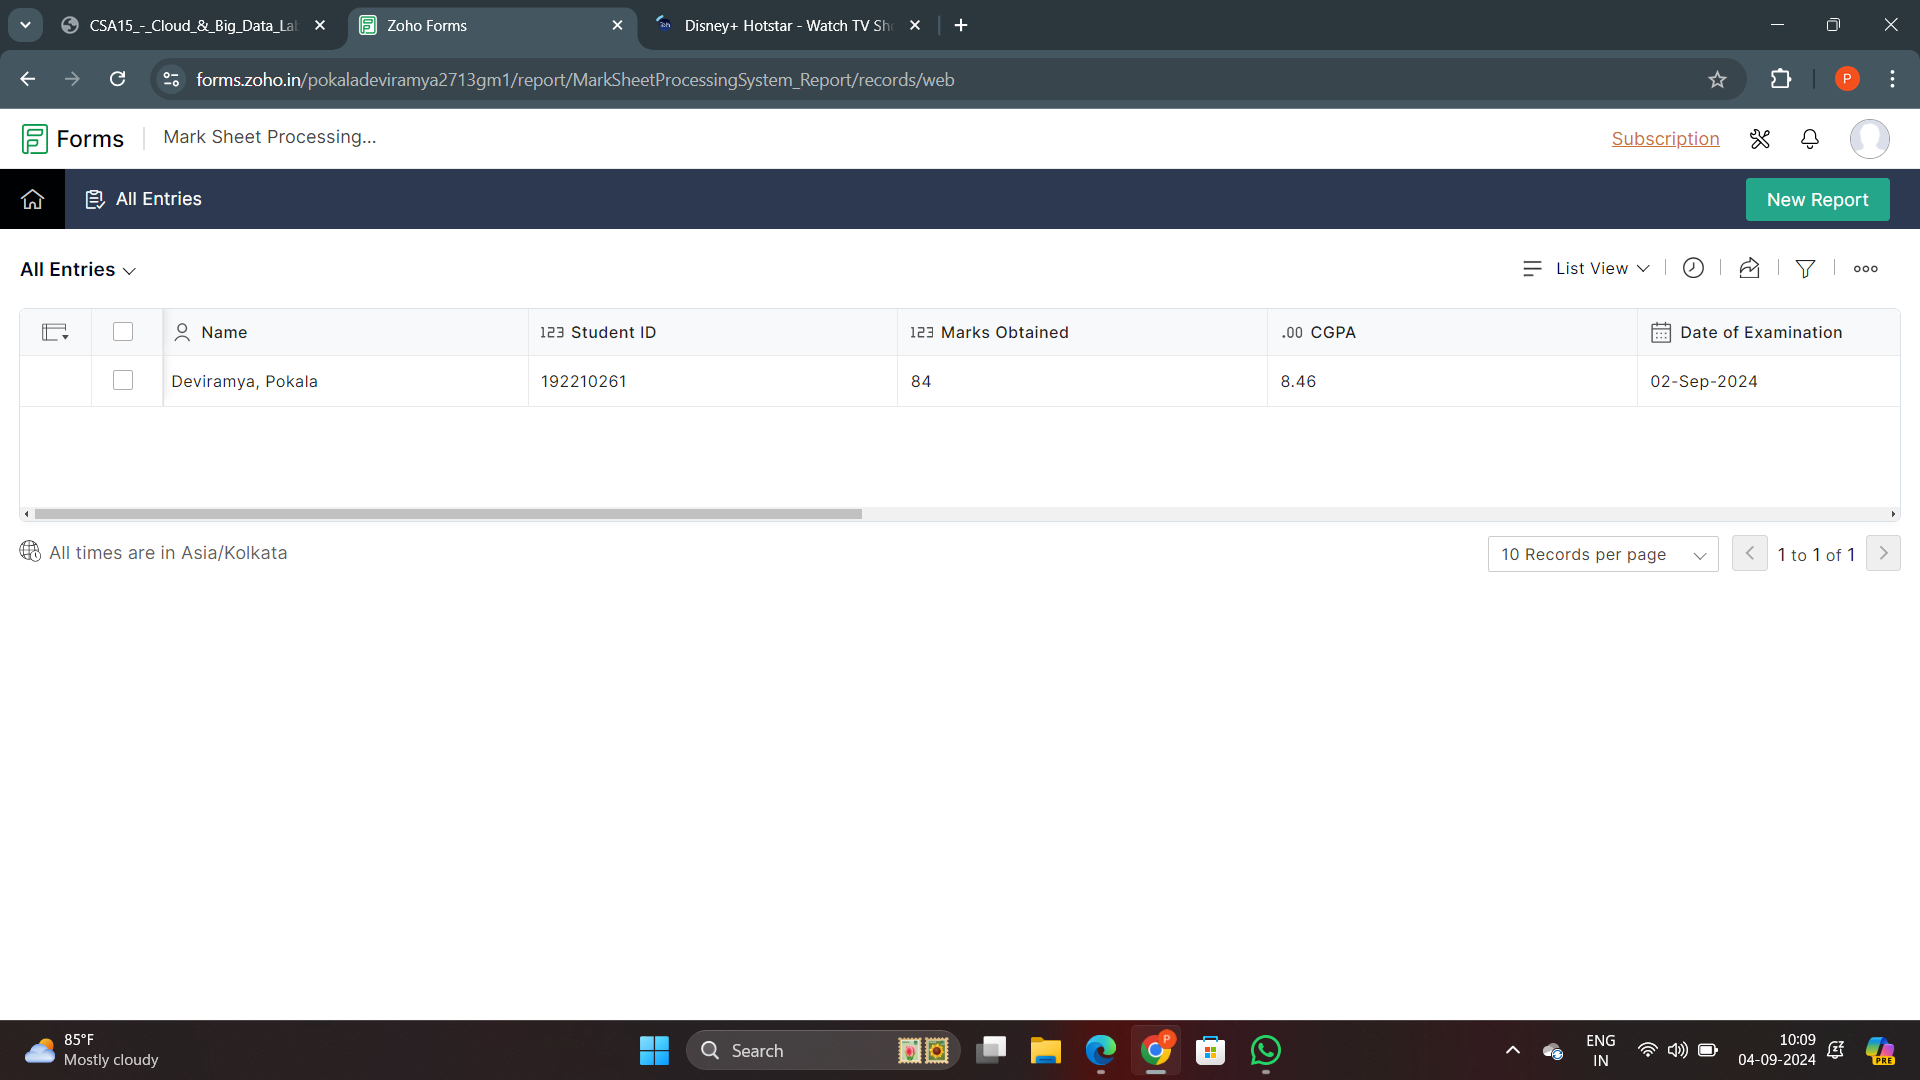 CSA15_-_Cloud_&_Big_Data_La
Zoho Forms
Disney+ Hotstar - Watch TV Sh
forms.zoho.in/pokaladeviramya2713gm1/report/MarkSheetProcessingSystem_Report/records/web
P
Forms
Mark Sheet Processing...
Subscription
All Entries
New Report
All Entries
List View
Name
123 Student ID
123 Marks Obtained
.00 CGPA
Date of Examination
Deviramya, Pokala
192210261
84
8.46
02-Sep-2024
All times are in Asia/Kolkata
10 Records per page
1 to 1 of 1
85°F
Mostly cloudy
Search
P
ENG
IN
10:09
04-09-2024
PRE